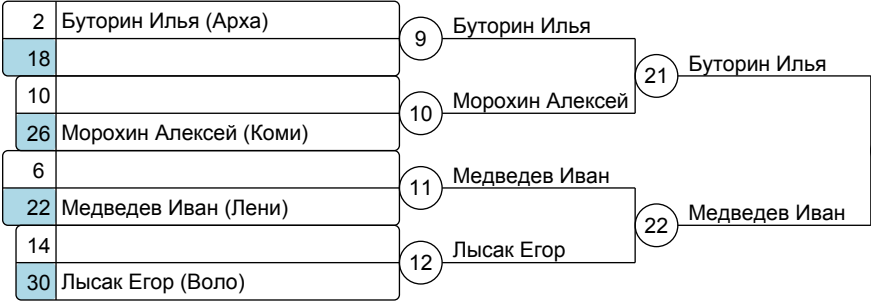 2 Буторин Илья (Арха)
9 Буторин Илья
18
21 Буторин Илья
10
10 Морохин Алексей
26 Морохин Алексей (Коми)
6
11 Медведев Иван
22 Медведев Иван (Лени)
22 Медведев Иван
14
12 Лысак Егор
30 Лысак Егор (Воло)